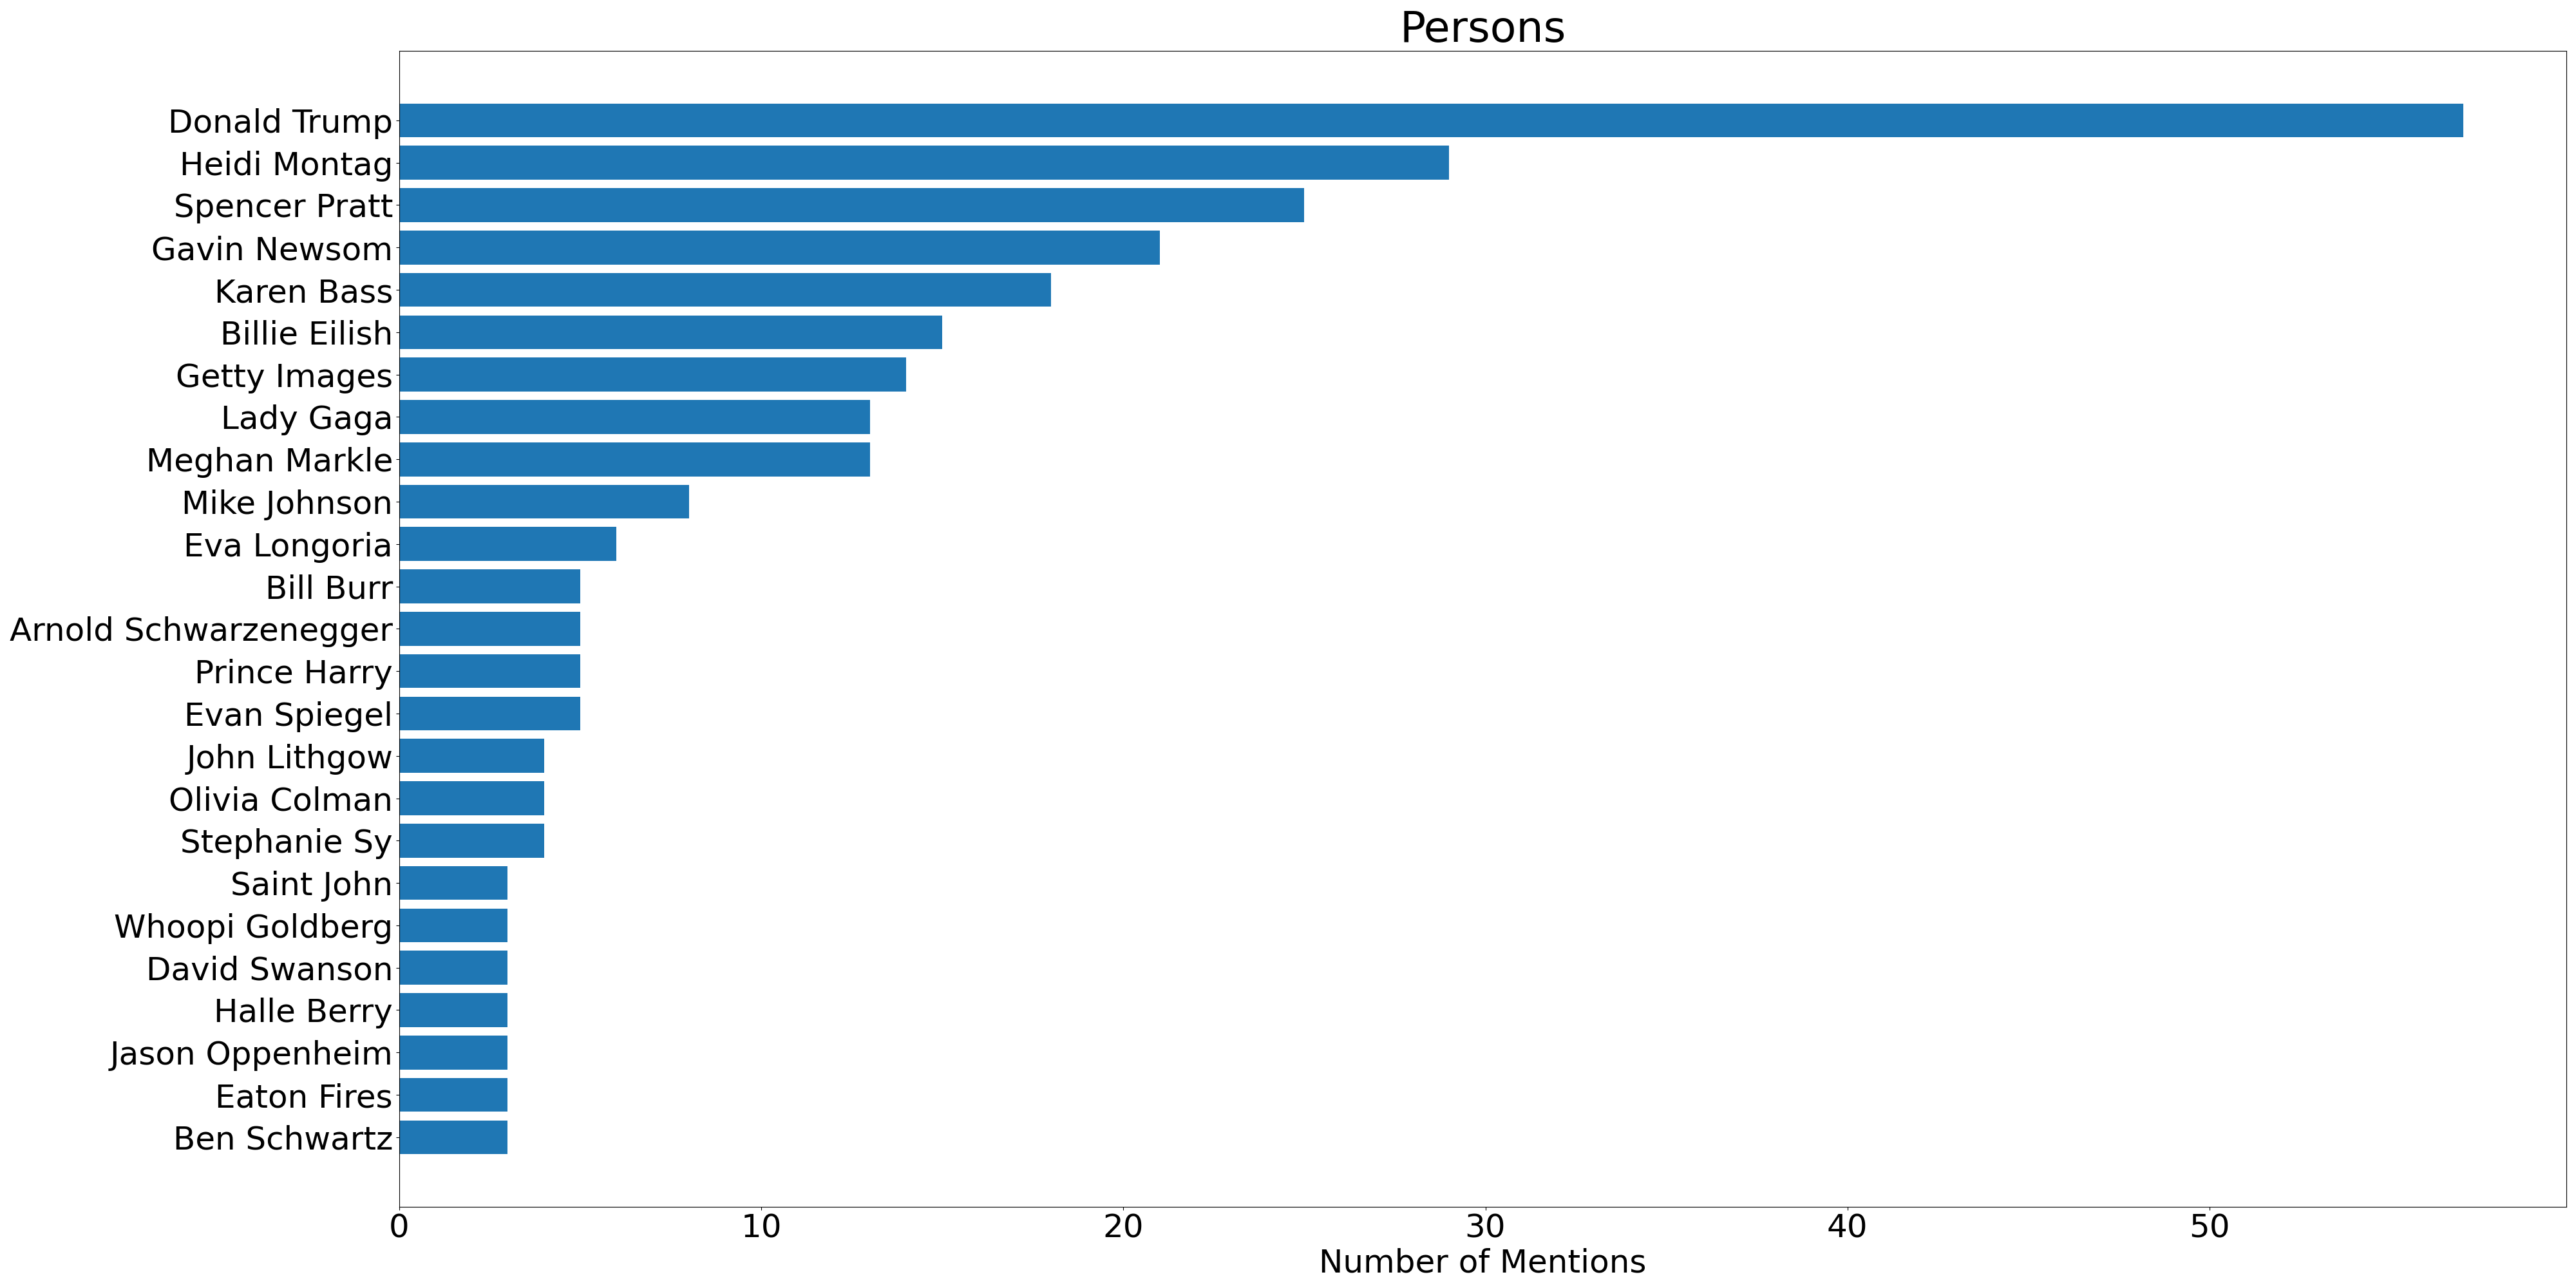 Persons
Donald Trump
Heidi Montag
Spencer Pratt
Gavin Newsom
Karen Bass
Billie Eilish
Getty Images
Lady Gaga
Meghan Markle
Mike Johnson
Eva Longoria
Bill Burr
Arnold Schwarzenegger
Prince Harry
Evan Spiegel
John Lithgow
Olivia Colman
Stephanie Sy
Saint John
Whoopi Goldberg
David Swanson
Halle Berry
Jason Oppenheim
Eaton Fires
Ben Schwartz
0 10 20 30 40 50
Number of Mentions